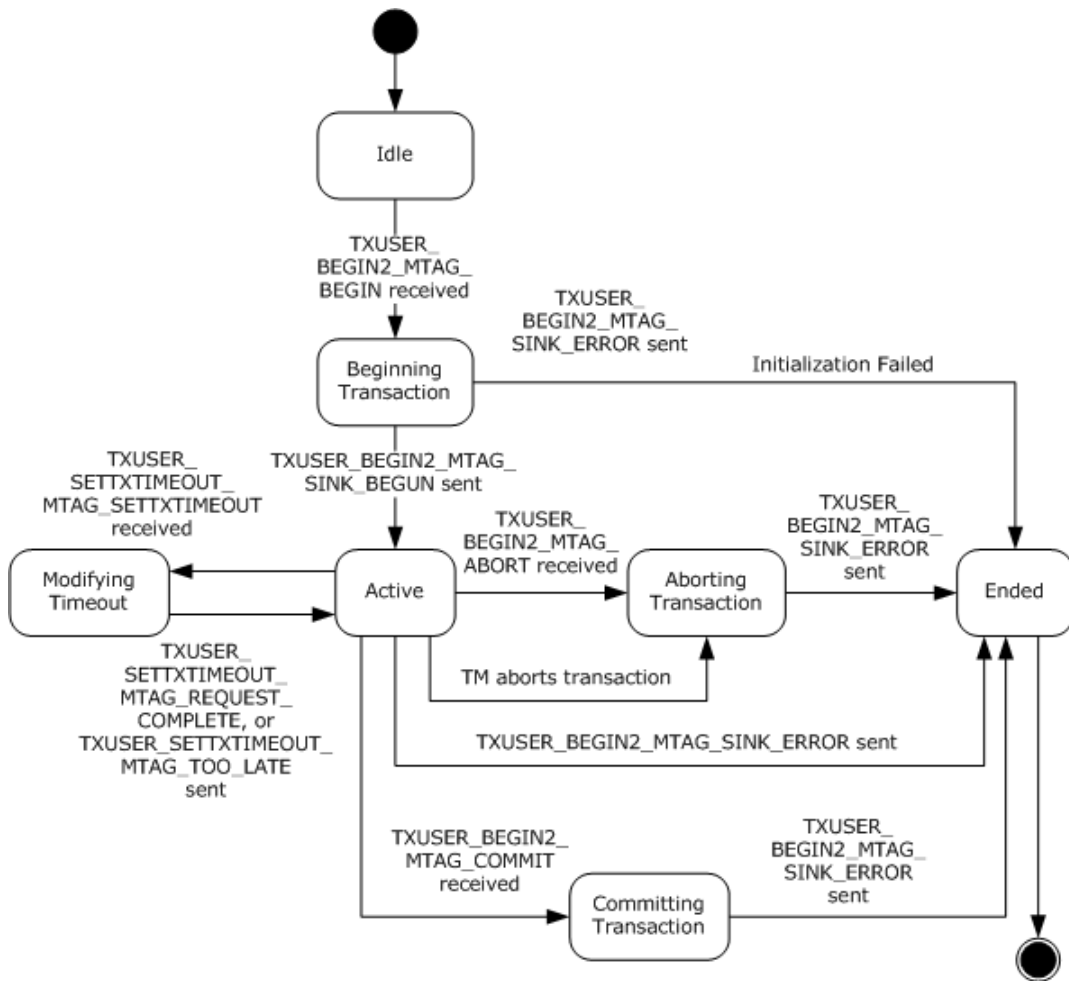 Idle
TXUSER_
BEGIN2_MTAG_
BEGIN received
TXUSER_
BEGIN2_MTAG_
SINK_ERROR sent
Beginning
Transaction
Initialization Failed
TXUSER_BEGIN2_MTAG_
SINK_BEGUN sent
TXUSER_
SETTXTIMEOUT_
MTAG_SETTXTIMEOUT
received
TXUSER_
BEGIN2_MTAG_
ABORT received
TXUSER_
BEGIN2_MTAG_
SINK_ERROR
sent
Modifying
Timeout
Active
Aborting
Transaction
Ended
TXUSER_
SETTXTIMEOUT_
MTAG_REQUEST_
COMPLETE, or
TXUSER_SETTXTIMEOUT_
MTAG_TOO_LATE
sent
TM aborts transaction
TXUSER_BEGIN2_MTAG_SINK_ERROR sent
TXUSER_BEGIN2_
MTAG_COMMIT
received
TXUSER_
BEGIN2_MTAG_
SINK_ERROR
sent
Committing
Transaction